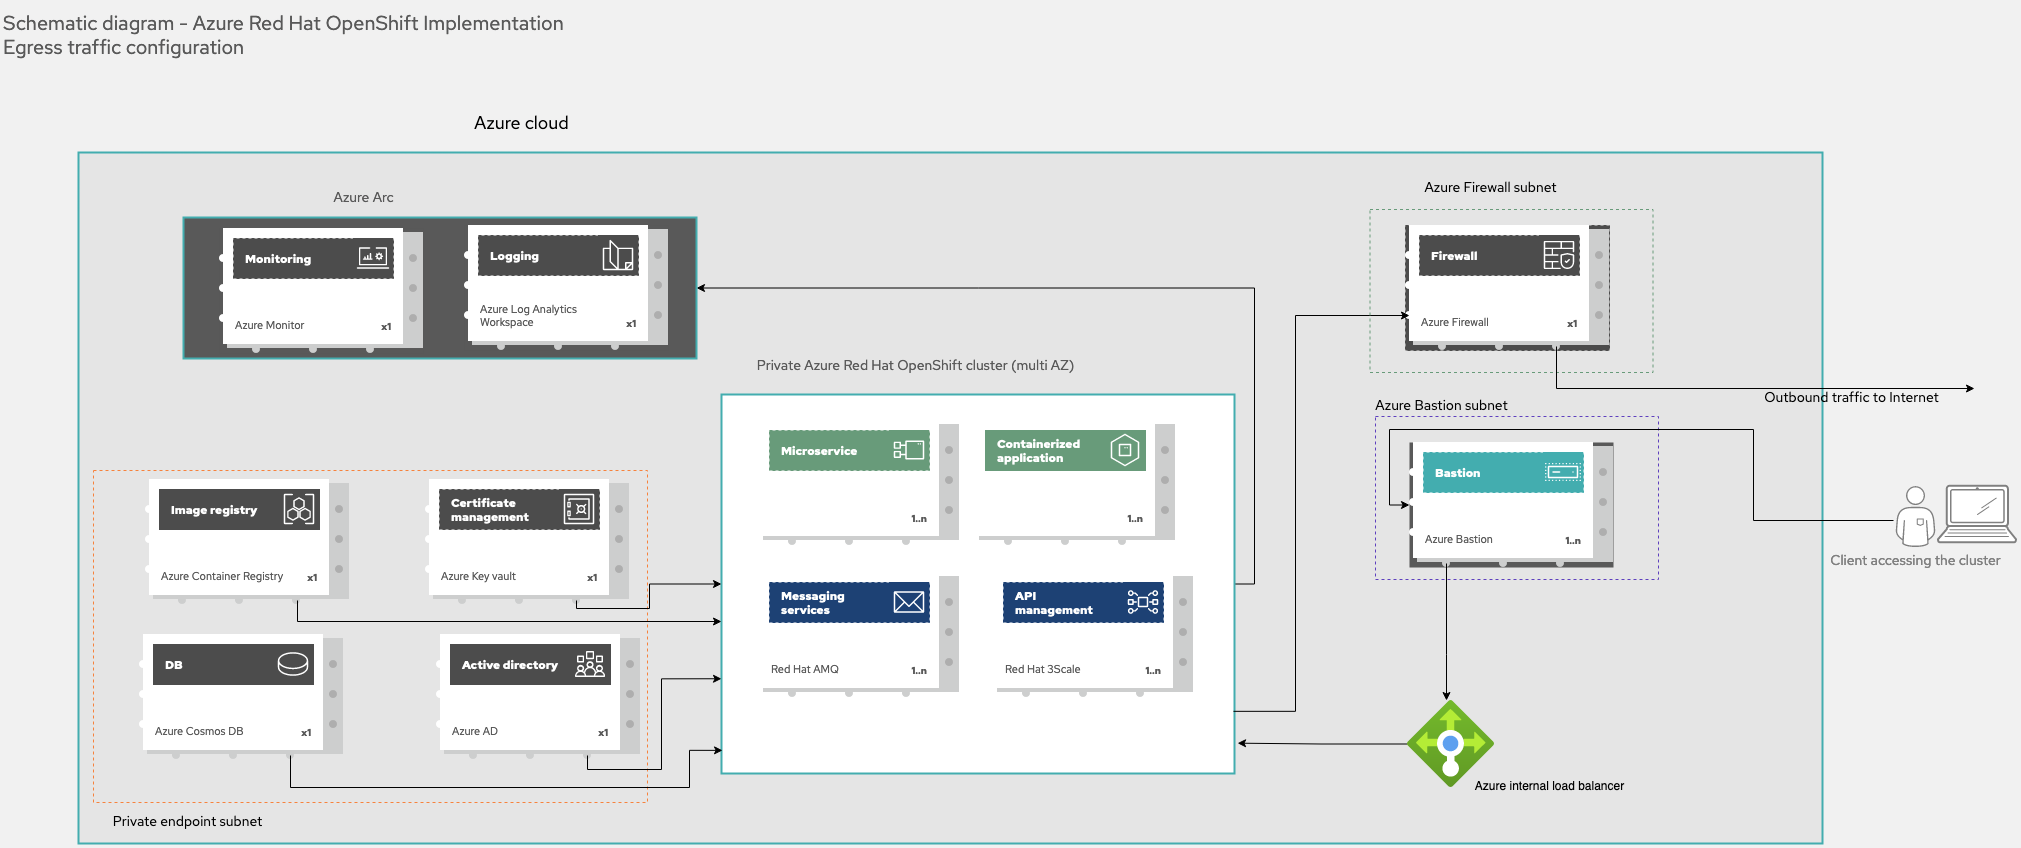 Schematic diagram - Azure Red Hat OpenShift Implementation
Egress traffic configuration
Azure cloud
Azure Arc
Monitoring
Azure Monitor
x1
Logging
Azure Log Analytics
Workspace
x1
Azure Firewall subnet
Firewall
Azure Firewall
x1
Outbound traffic to Internet
Private Azure Red Hat OpenShift cluster (multi AZ)
Microservice
1..n
Containerized
application
1..n
Messaging
services
Red Hat AMQ
1..n
API
management
Red Hat 3Scale
1..n
Azure Bastion subnet
Bastion
Azure Bastion
1..n
Client accessing the cluster
Image registry
Azure Container Registry
x1
Certificate
management
Azure Key vault
x1
DB
Azure Cosmos DB
x1
Active directory
Azure AD
x1
Private endpoint subnet
Azure internal load balancer